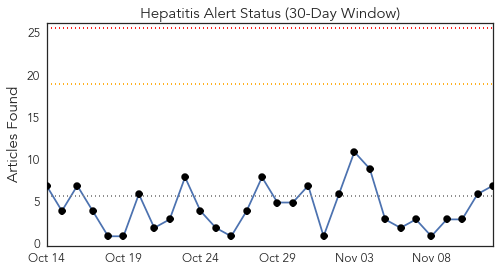 Hepatitis Alert Status (30-Day Window)
Articles Found
25
20
15
10
5
0
Oct 14 Oct 19 Oct 24 Oct 29 Nov 03 Nov 08